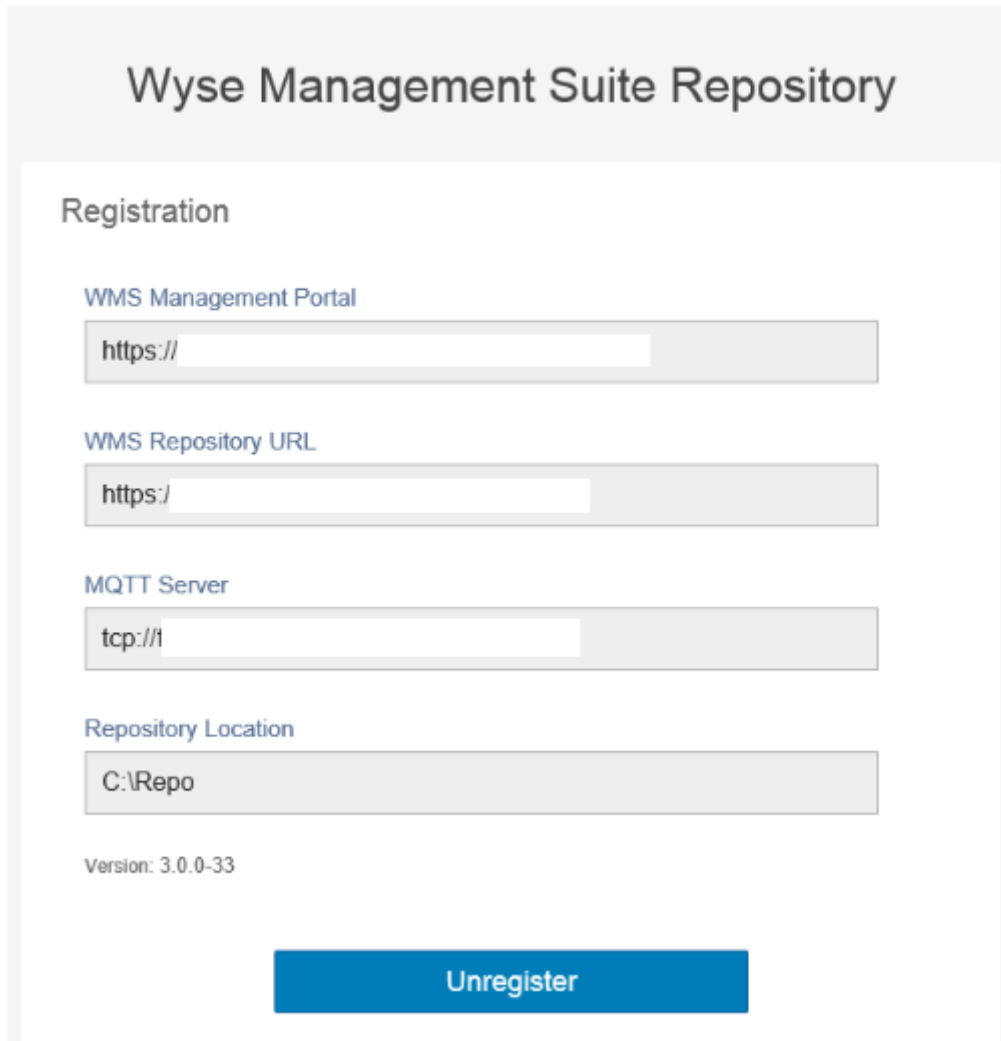 Wyse Management Suite Repository
Registration
WMS Management Portal
https://
WMS Repository URL
https:/
MQTT Server
tcp://
Repository Location
C:\Repo
Version: 3.0.0-33
Unregister